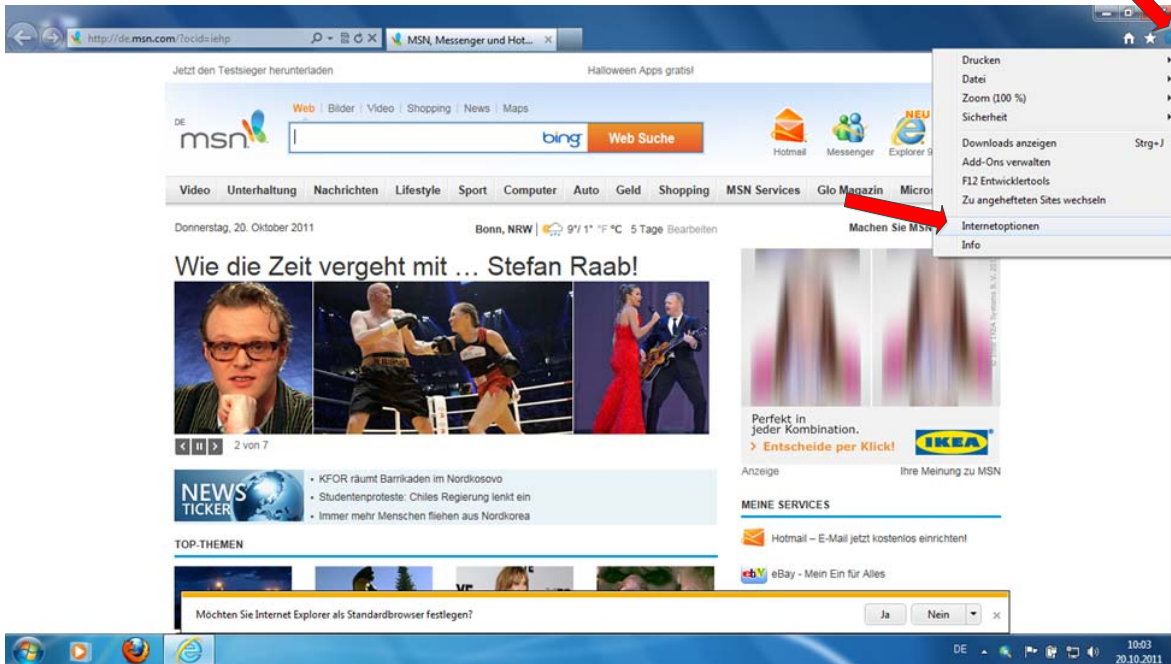 http://de.msn.com/?ocid=iehp
MSN, Messenger und Hot...
Jetzt den Testsieger herunterladen
Halloween Apps gratis!
Drucken
Datei
Zoom (100 %)
Sicherheit
Downloads anzeigen Strg+J
Add-Ons verwalten
F12 Entwicklertools
Zu angehefteten Sites wechseln
Internetoptionen
Info
DE
msn
Web | Bilder | Video | Shopping | News | Maps
bing
Web Suche
Hotmail
Messenger
NEU
Explorer 9
Video Unterhaltung Nachrichten Lifestyle Sport Computer Auto Geld Shopping MSN Services Glo Magazin
Donnerstag, 20. Oktober 2011
Bonn, NRW | 9°/ 1° °F °C 5 Tage Bearbeiten
Machen Sie MSN
Wie die Zeit vergeht mit … Stefan Raab!
2 von 7
Perfekt in
jeder Kombination.
> Entscheide per Klick!
IKEA
Anzeige
Ihre Meinung zu MSN
NEWS
TICKER
• KFOR räumt Barrikaden im Nordkosovo
• Studentenproteste: Chiles Regierung lenkt ein
• Immer mehr Menschen fliehen aus Nordkorea
MEINE SERVICES
Hotmail – E-Mail jetzt kostenlos einrichten!
ebY eBay - Mein Ein für Alles
TOP-THEMEN
Möchten Sie Internet Explorer als Standardbrowser festlegen?
Ja
Nein
DE
10:03
20.10.2011